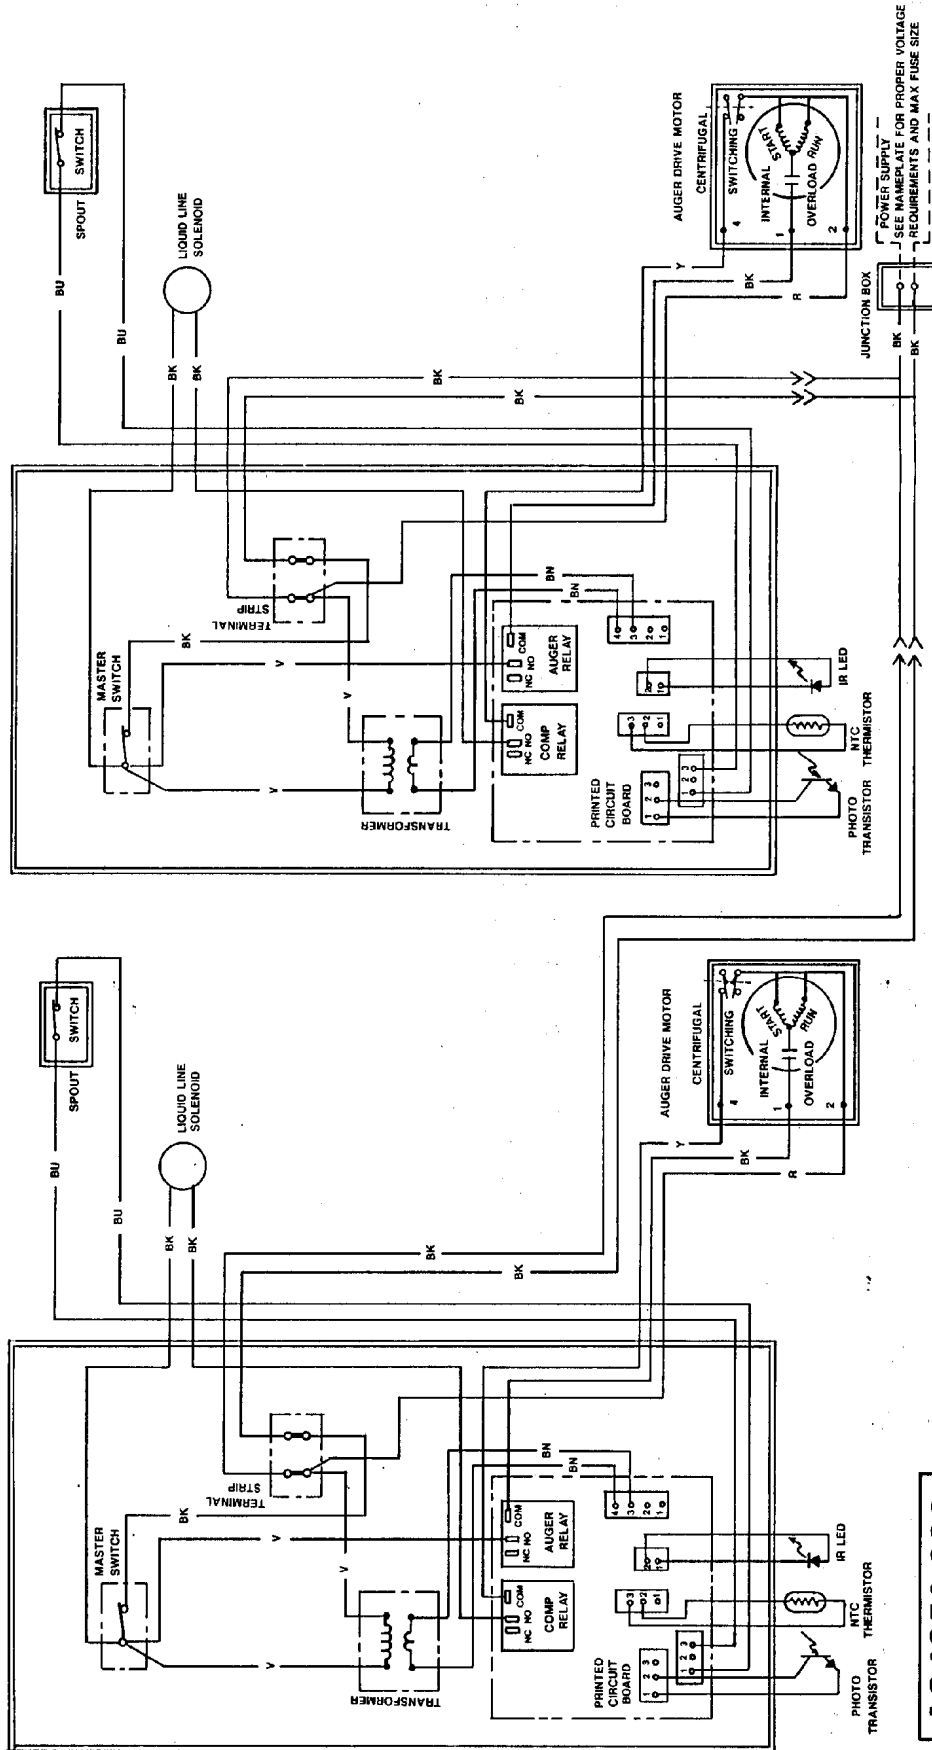 SWITCH
SPOUT
BU
BU
LIQUID LINE
SOLENOID
BK
BK
AUGER DRIVE MOTOR
CENTRIFUGAL
SWITCHING
START
INTERNAL
RUN
OVERLOAD
4
1
2
Y
BK
R
POWER SUPPLY
SEE NAMEPLATE FOR PROPER VOLTAGE
REQUIREMENTS AND MAX FUSE SIZE
JUNCTION BOX
BK
BK
BK
BK
MASTER
SWITCH
BK
TERMINAL
STRIP
V
V
V
TRANSFORMER
BN
BN
COM
NC NO
AUGER
RELAY
COM
NC NO
COMP
RELAY
4
3
2
1
2
1
3
2
1
PRINTED
CIRCUIT
BOARD
1 2 3
1 2 3
IR LED
NTC
THERMISTOR
PHOTO
TRANSISTOR
SWITCH
SPOUT
BU
BU
LIQUID LINE
SOLENOID
BK
BK
AUGER DRIVE MOTOR
CENTRIFUGAL
SWITCHING
START
INTERNAL
RUN
OVERLOAD
4
1
2
Y
BK
R
BK
BK
MASTER
SWITCH
BK
TERMINAL
STRIP
V
V
V
TRANSFORMER
BN
BN
COM
NC NO
AUGER
RELAY
COM
NC NO
COMP
RELAY
4
3
2
1
2
1
3
2
1
PRINTED
CIRCUIT
BOARD
1 2 3
1 2 3
IR LED
NTC
THERMISTOR
PHOTO
TRANSISTOR